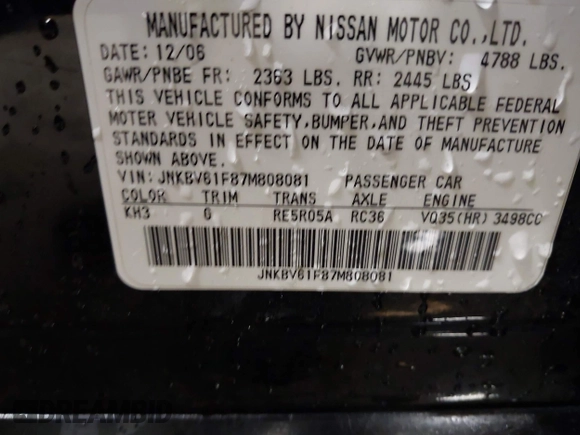 MANUFACTURED BY NISSAN MOTOR CO.,LTD.
DATE: 12/06 GVWR/PNBV: 4788 LBS.
GAWR/PNBE FR: 2363 LBS. RR: 2445 LBS
THIS VEHICLE CONFORMS TO ALL APPLICABLE FEDERAL
MOTER VEHICLE SAFETY,BUMPER,AND THEFT PREVENTION
STANDARDS IN EFFECT ON THE DATE OF MANUFACTURE
SHOWN ABOVE.
VIN: JNKBV61F87M808081 PASSENGER CAR
COLOR TRIM TRANS AXLE ENGINE
KH3 0 RE5R05A RC36 VQ35(HR) 3498CC
JNKBV61F87M808081
DREAMBID